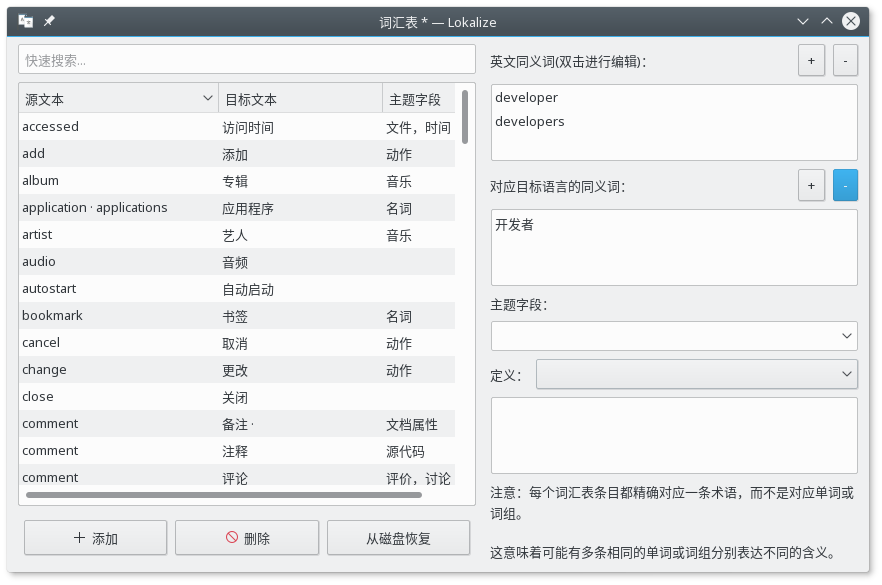 词汇表 * — Lokalize
快速搜索...
源文本 目标文本 主题字段
accessed 访问时间 文件，时间
add 添加 动作
album 专辑 音乐
application · applications 应用程序 名词
artist 艺人 音乐
audio 音频
autostart 自动启动
bookmark 书签 名词
cancel 取消 动作
change 更改 动作
close 关闭
comment 备注 · 文档属性
comment 注释 源代码
comment 评论 评价，讨论
添加 删除 从磁盘恢复
英文同义词(双击进行编辑)： + -
developer
developers
对应目标语言的同义词： + -
开发者
主题字段：
定义：
注意：每个词汇表条目都精确对应一条术语，而不是对应单词或
词组。
这意味着可能有多条相同的单词或词组分别表达不同的含义。